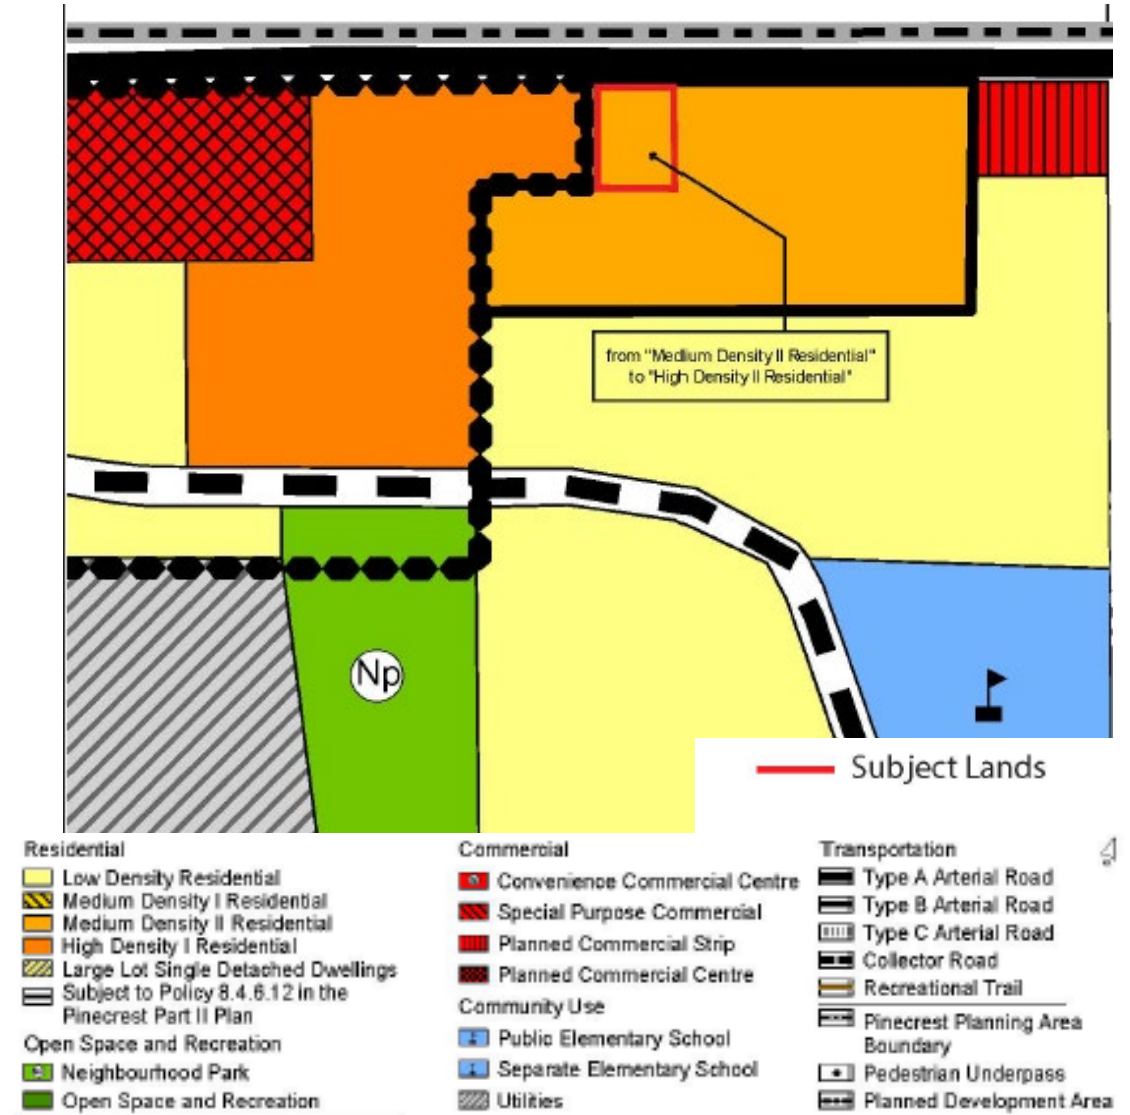 from "Medium Density II Residential"
to "High Density II Residential"
Np
Subject Lands
Residential
Low Density Residential
Medium Density I Residential
Medium Density II Residential
High Density I Residential
Large Lot Single Detached Dwellings
Subject to Policy 8.4.6.12 in the
Pinecrest Part II Plan
Open Space and Recreation
Neighbourhood Park
Open Space and Recreation
Commercial
Convenience Commercial Centre
Special Purpose Commercial
Planned Commercial Strip
Planned Commercial Centre
Community Use
Public Elementary School
Separate Elementary School
Utilities
Transportation
Type A Arterial Road
Type B Arterial Road
Type C Arterial Road
Collector Road
Recreational Trail
Pinecrest Planning Area
Boundary
Pedestrian Underpass
Planned Development Area